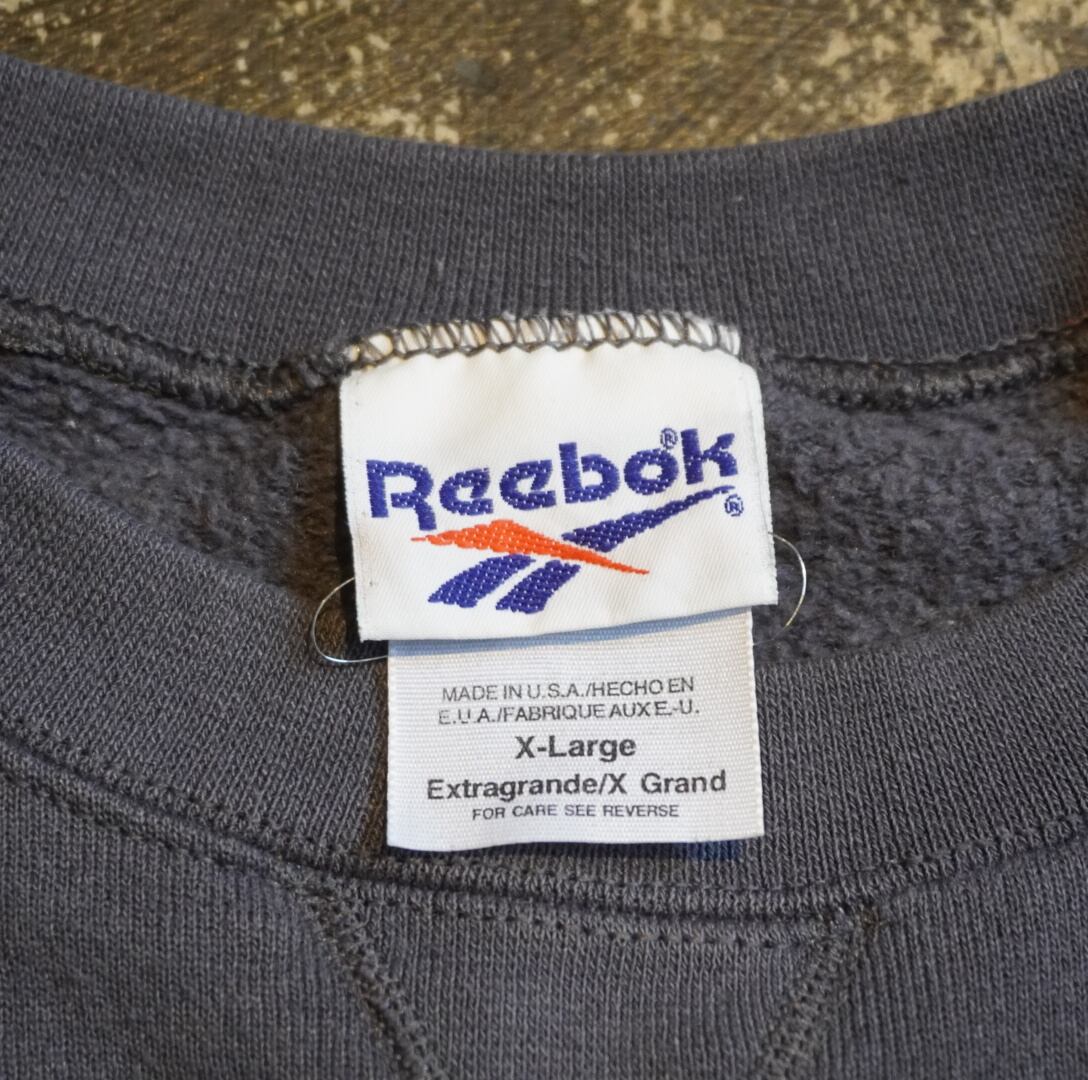 Reebok®
®
MADE IN U.S.A./HECHO EN
E.U.A./FABRIQUE AUX E.-U.
X-Large
Extragrande/X Grand
FOR CARE SEE REVERSE